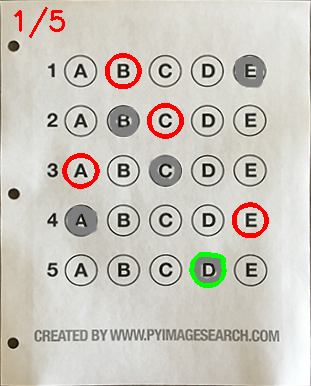 1/5
1 A B C D E
2 A B C D E
3 A B C D E
4 A B C D E
5 A B C D E
CREATED BY WWW.PYIMAGESEARCH.COM